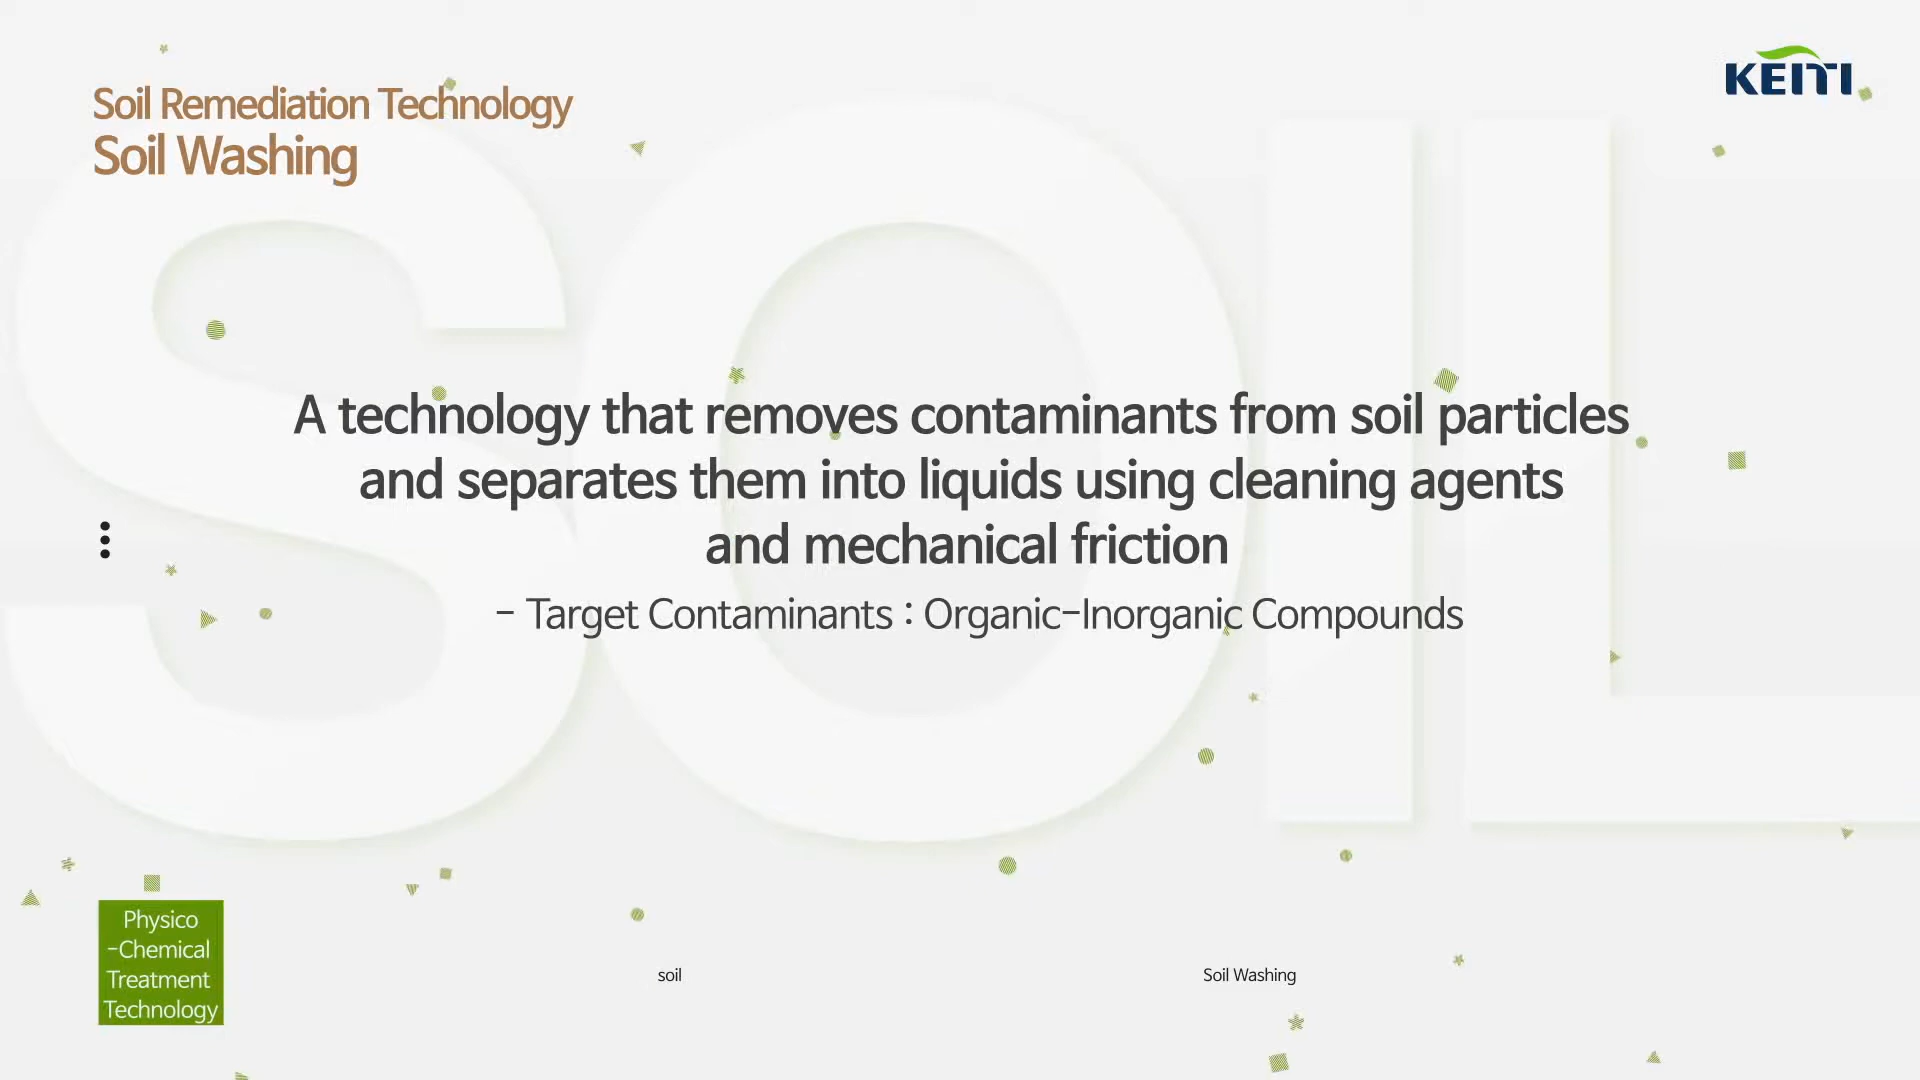 KEITI
Soil Remediation Technology
Soil Washing
SOIL
A technology that removes contaminants from soil particles
and separates them into liquids using cleaning agents
and mechanical friction
- Target Contaminants : Organic-Inorganic Compounds
Physico
-Chemical
Treatment
Technology
soil
Soil Washing